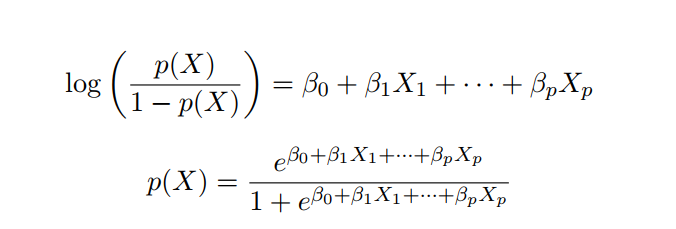 log ( p(X) / (1 − p(X)) ) = β₀ + β₁X₁ + ⋯ + βₚXₚ
p(X) = e^(β₀+β₁X₁+⋯+βₚXₚ) / (1 + e^(β₀+β₁X₁+⋯+βₚXₚ))